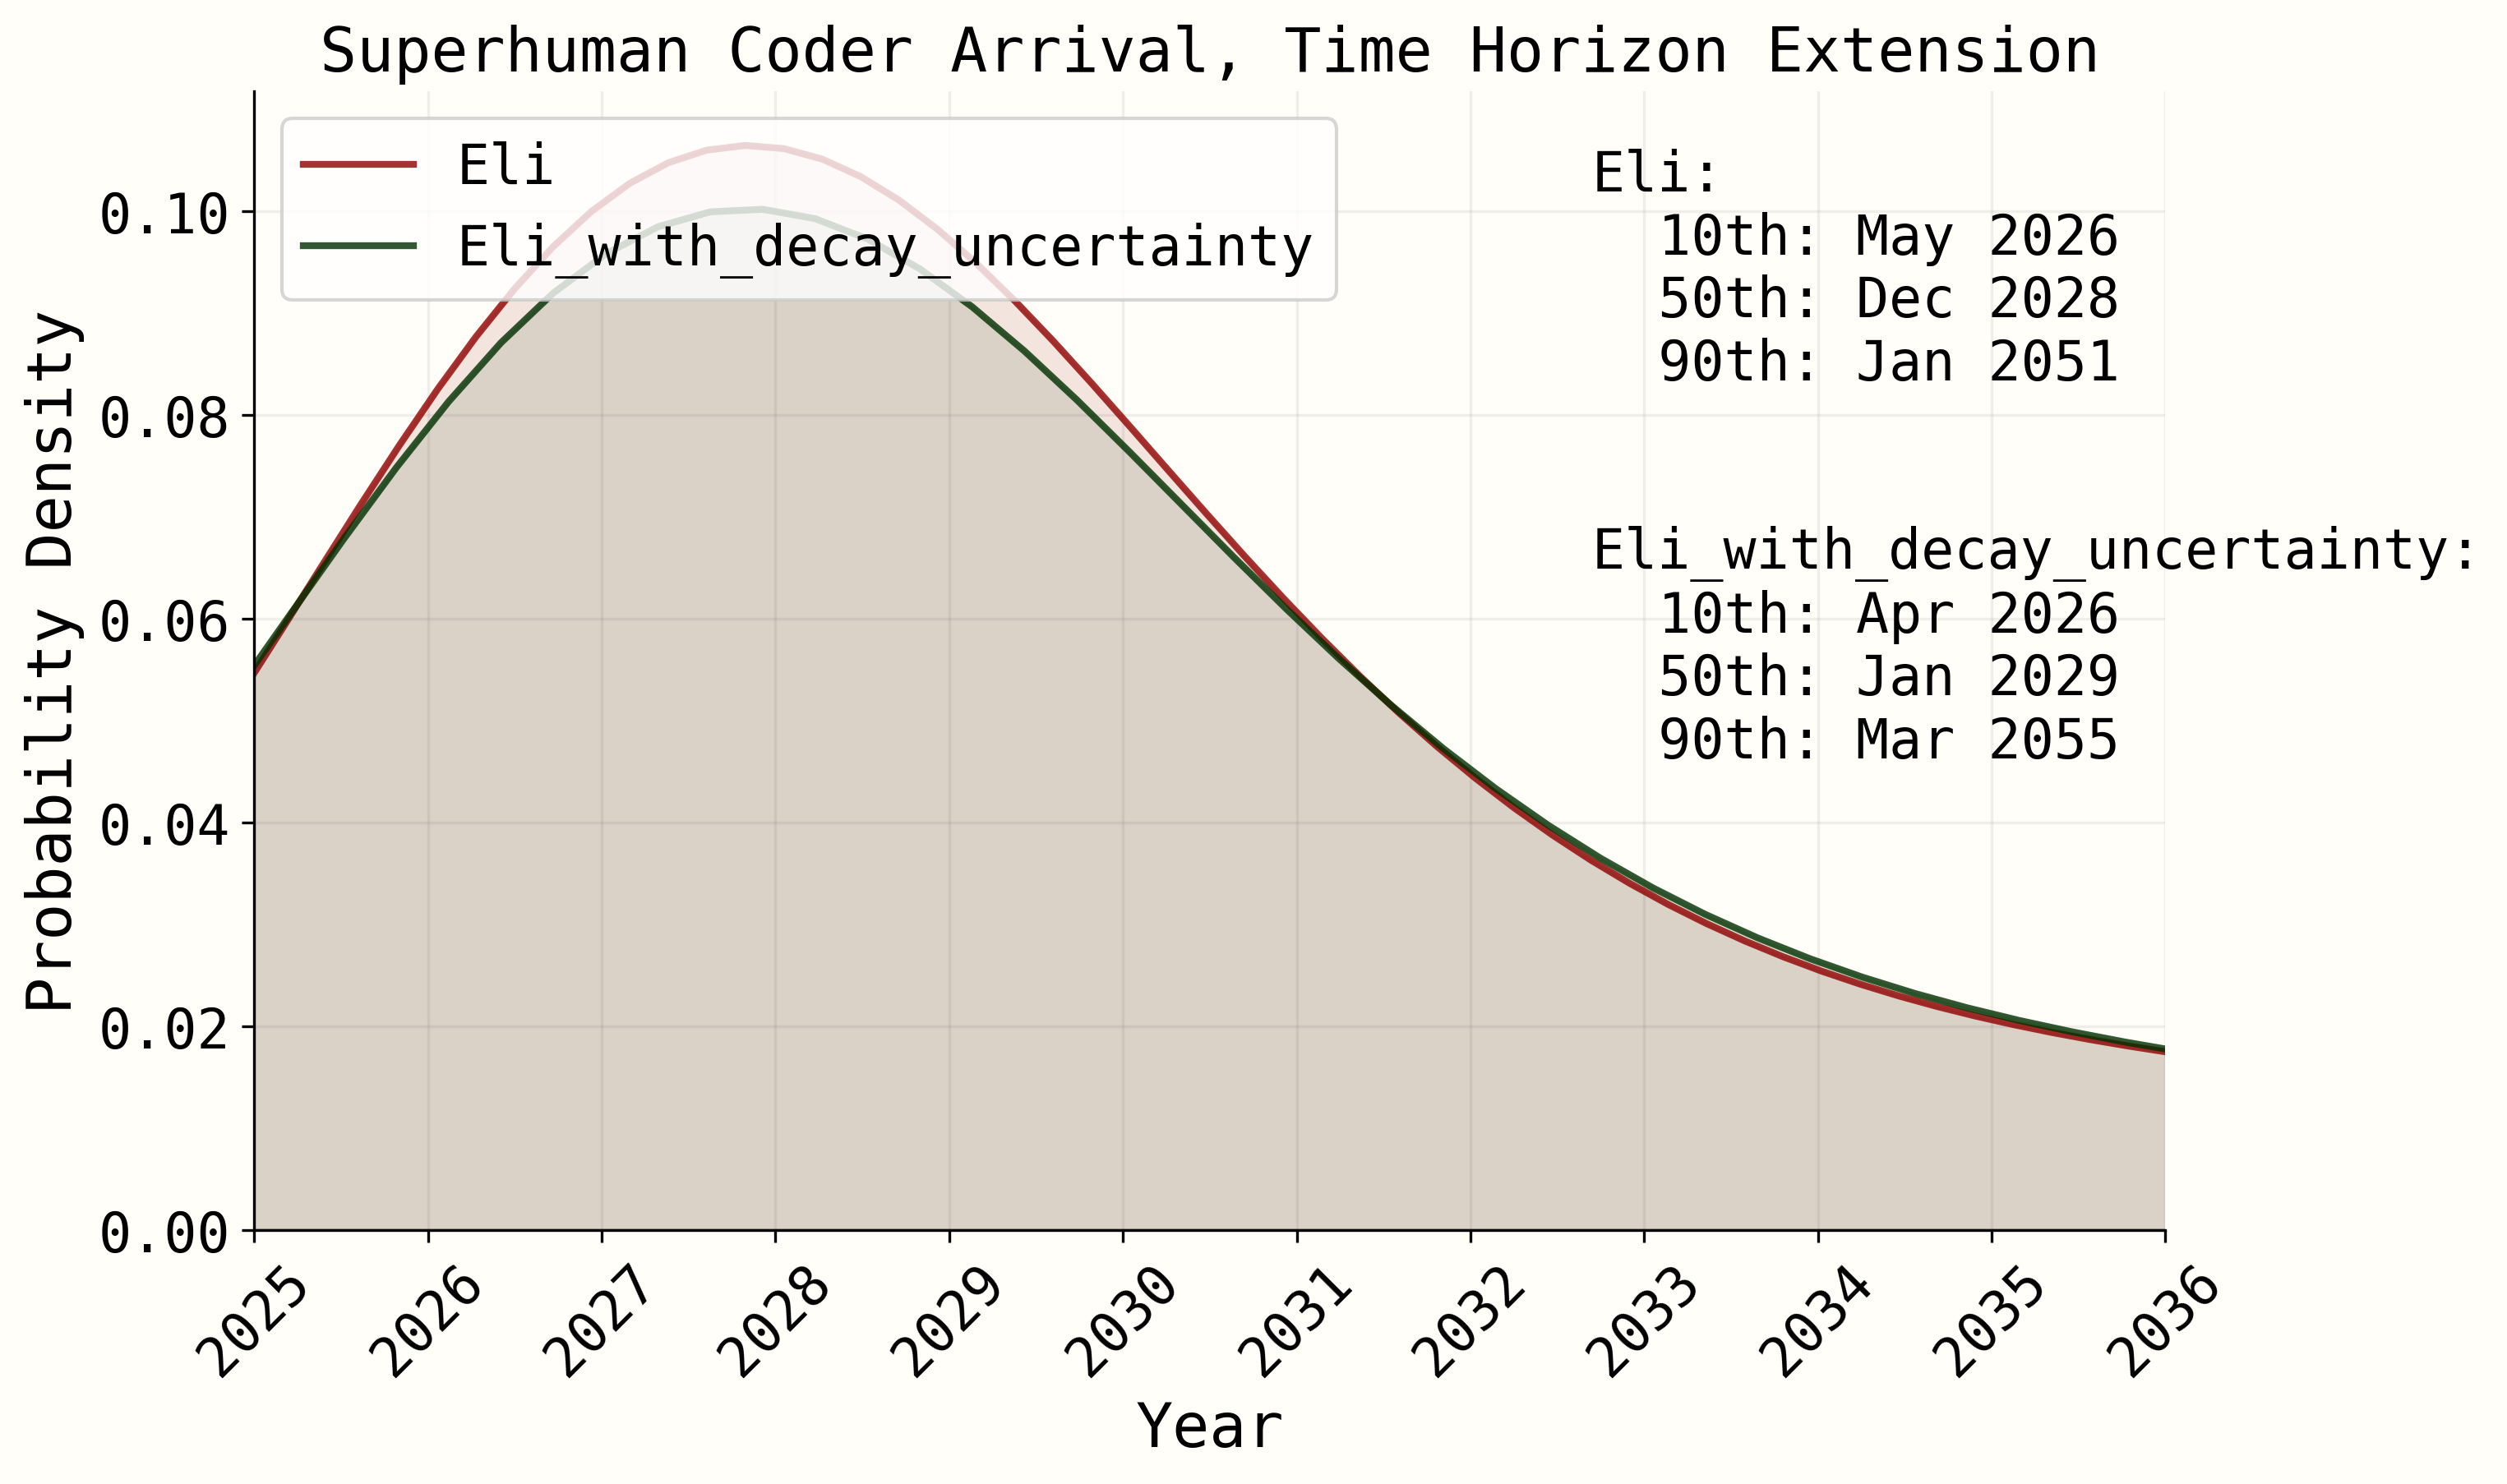 Superhuman Coder Arrival, Time Horizon Extension
Eli
Eli_with_decay_uncertainty
Eli:
10th: May 2026
50th: Dec 2028
90th: Jan 2051
Eli_with_decay_uncertainty:
10th: Apr 2026
50th: Jan 2029
90th: Mar 2055
Probability Density
0.10
0.08
0.06
0.04
0.02
0.00
2025
2026
2027
2028
2029
2030
2031
2032
2033
2034
2035
2036
Year